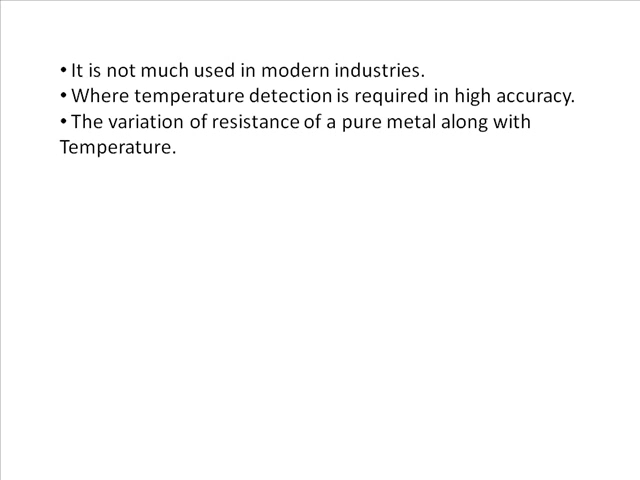 • It is not much used in modern industries.
• Where temperature detection is required in high accuracy.
• The variation of resistance of a pure metal along with
Temperature.